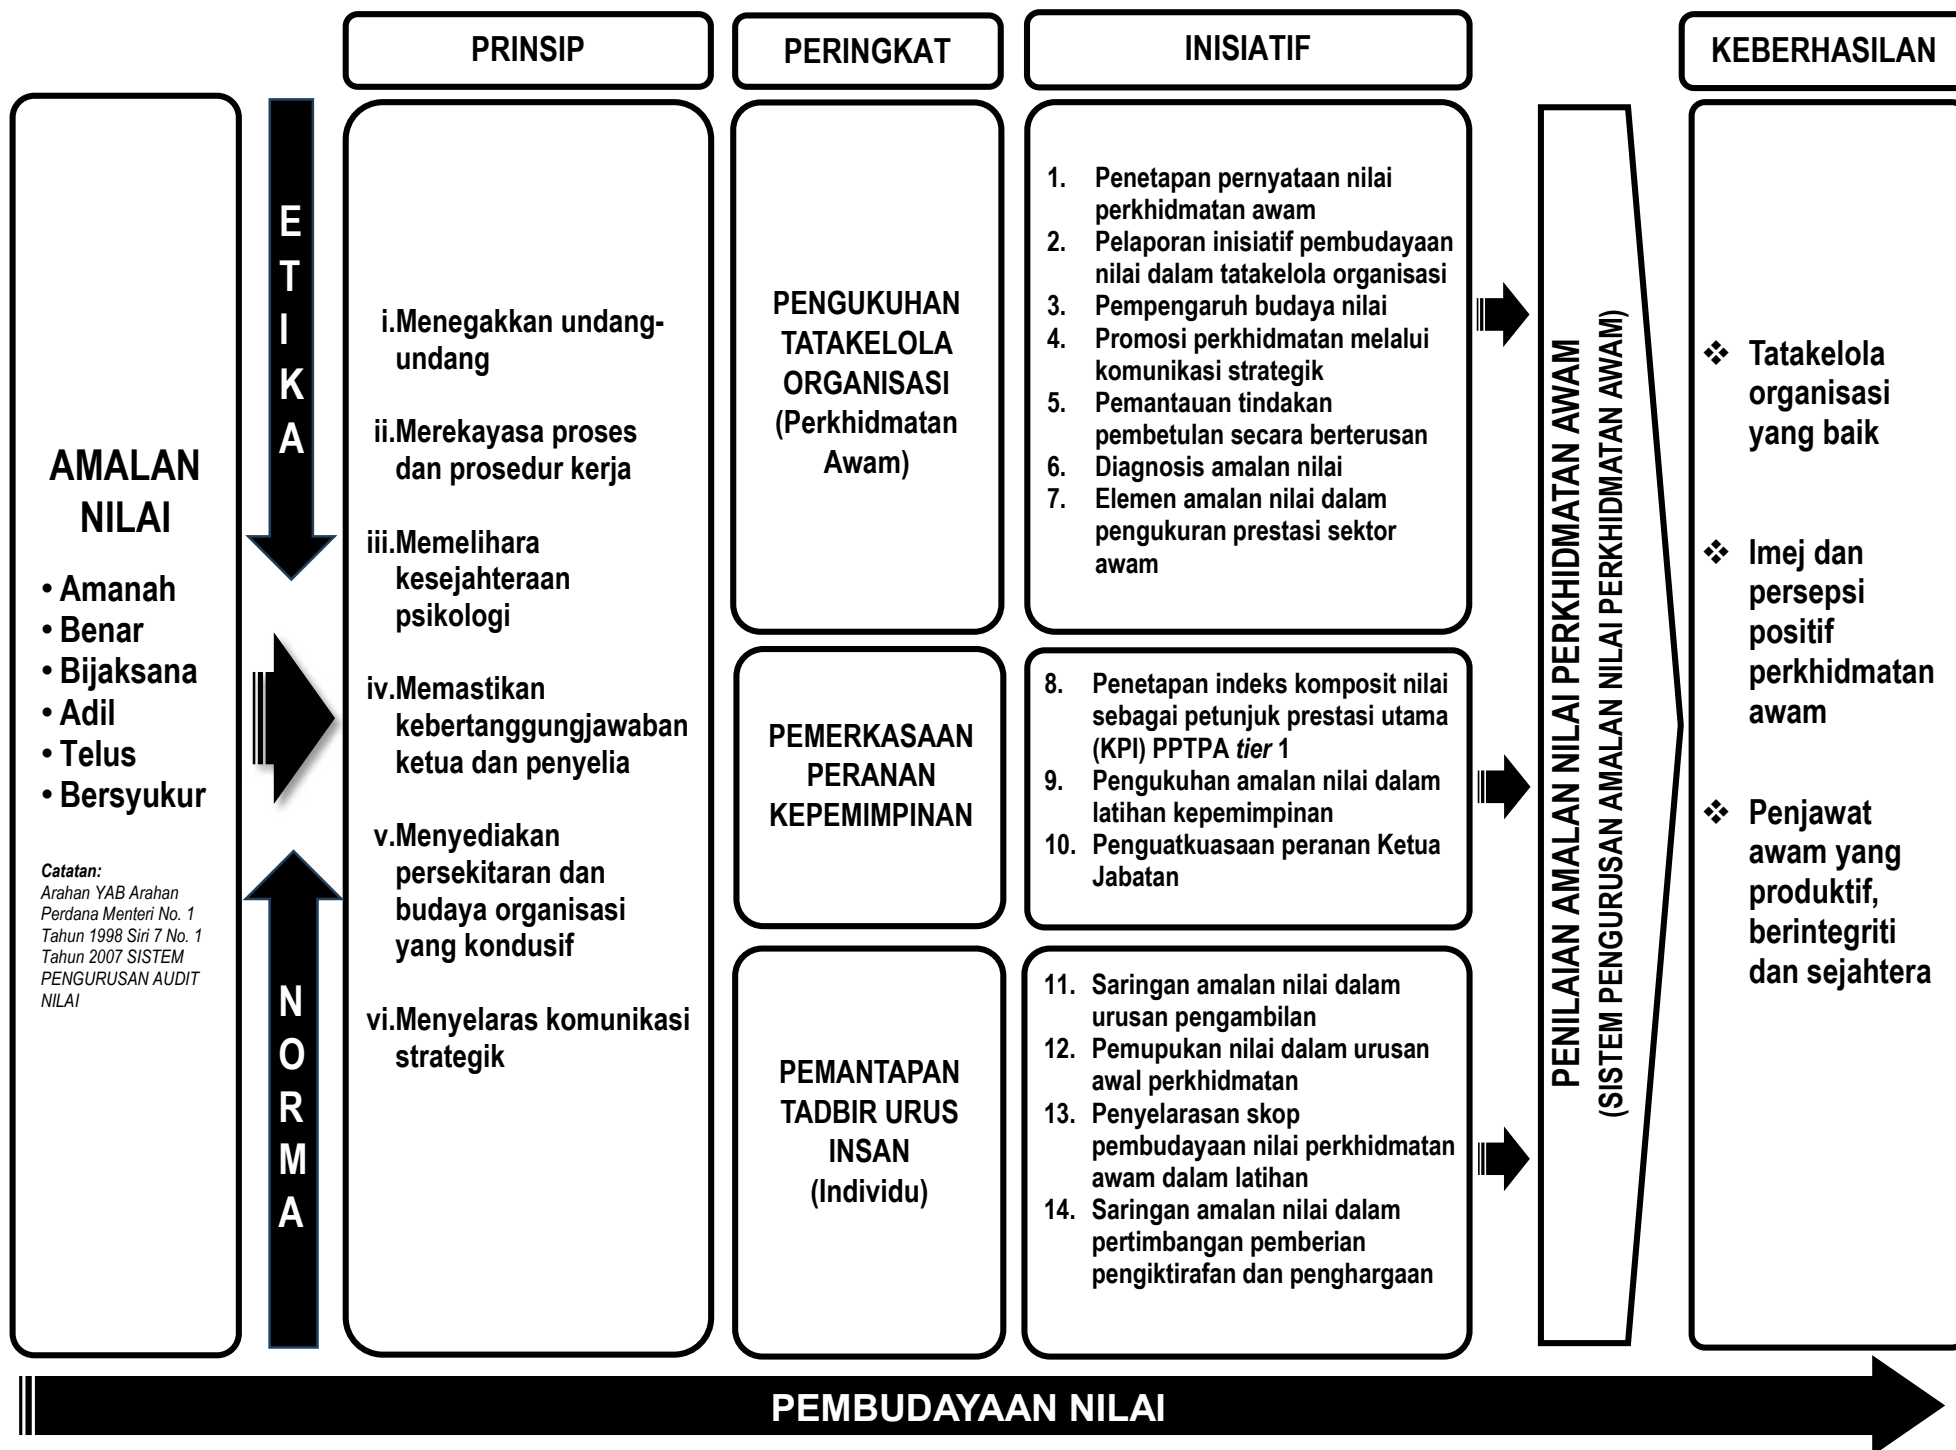 PRINSIP
PERINGKAT
INISIATIF
KEBERHASILAN
AMALAN
NILAI
• Amanah
• Benar
• Bijaksana
• Adil
• Telus
• Bersyukur
Catatan:
Arahan YAB Arahan
Perdana Menteri No. 1
Tahun 1998 Siri 7 No. 1
Tahun 2007 SISTEM
PENGURUSAN AUDIT
NILAI
E
T
I
K
A
N
O
R
M
A
i.Menegakkan undang-
undang
ii.Merekayasa proses
dan prosedur kerja
iii.Memelihara
kesejahteraan
psikologi
iv.Memastikan
kebertanggungjawaban
ketua dan penyelia
v.Menyediakan
persekitaran dan
budaya organisasi
yang kondusif
vi.Menyelaras komunikasi
strategik
PENGUKUHAN
TATAKELOLA
ORGANISASI
(Perkhidmatan
Awam)
1. Penetapan pernyataan nilai
perkhidmatan awam
2. Pelaporan inisiatif pembudayaan
nilai dalam tatakelola organisasi
3. Pempengaruh budaya nilai
4. Promosi perkhidmatan melalui
komunikasi strategik
5. Pemantauan tindakan
pembetulan secara berterusan
6. Diagnosis amalan nilai
7. Elemen amalan nilai dalam
pengukuran prestasi sektor
awam
PEMERKASAAN
PERANAN
KEPEMIMPINAN
8. Penetapan indeks komposit nilai
sebagai petunjuk prestasi utama
(KPI) PPTPA tier 1
9. Pengukuhan amalan nilai dalam
latihan kepemimpinan
10. Penguatkuasaan peranan Ketua
Jabatan
PEMANTAPAN
TADBIR URUS
INSAN
(Individu)
11. Saringan amalan nilai dalam
urusan pengambilan
12. Pemupukan nilai dalam urusan
awal perkhidmatan
13. Penyelarasan skop
pembudayaan nilai perkhidmatan
awam dalam latihan
14. Saringan amalan nilai dalam
pertimbangan pemberian
pengiktirafan dan penghargaan
PENILAIAN AMALAN NILAI PERKHIDMATAN AWAM
(SISTEM PENGURUSAN AMALAN NILAI PERKHIDMATAN AWAM)
❖ Tatakelola
organisasi
yang baik
❖ Imej dan
persepsi
positif
perkhidmatan
awam
❖ Penjawat
awam yang
produktif,
berintegriti
dan sejahtera
PEMBUDAYAAN NILAI